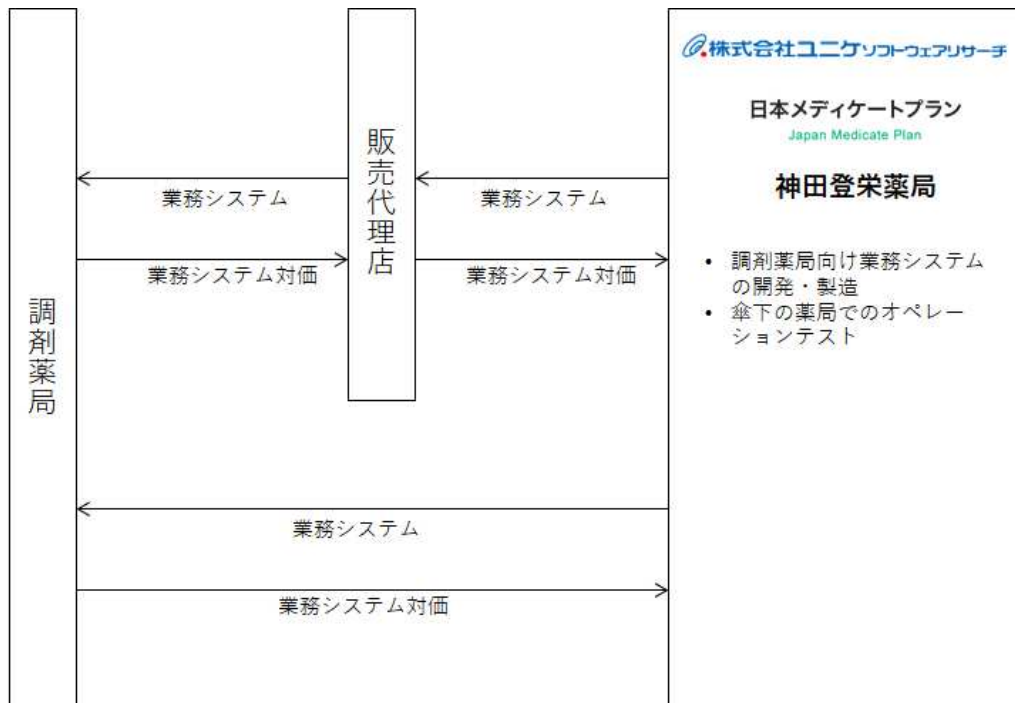 株式会社ユニケソフトウェアリサーチ
日本メディケートプラン
Japan Medicate Plan
神田登栄薬局
• 調剤薬局向け業務システム
の開発・製造
• 傘下の薬局でのオペレー
ションテスト
販売代理店
調剤薬局
業務システム
業務システム
業務システム対価
業務システム対価
業務システム
業務システム対価